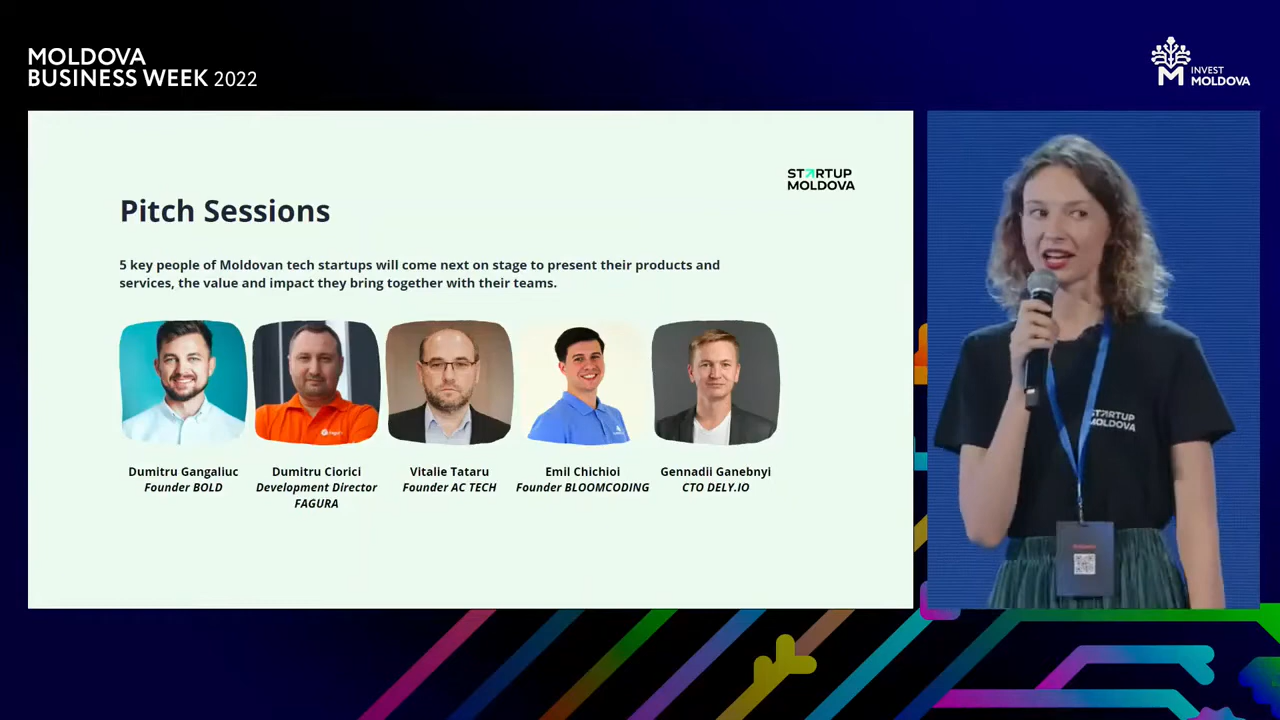 MOLDOVA
BUSINESS WEEK 2022
INVEST
MOLDOVA
STARTUP
MOLDOVA
Pitch Sessions
5 key people of Moldovan tech startups will come next on stage to present their products and
services, the value and impact they bring together with their teams.
Dumitru Gangaliuc
Founder BOLD
Dumitru Ciorici
Development Director
FAGURA
Vitalie Tataru
Founder AC TECH
Emil Chichioi
Founder BLOOMCODING
Gennadii Ganebnyi
CTO DELY.IO
STARTUP
MOLDOVA